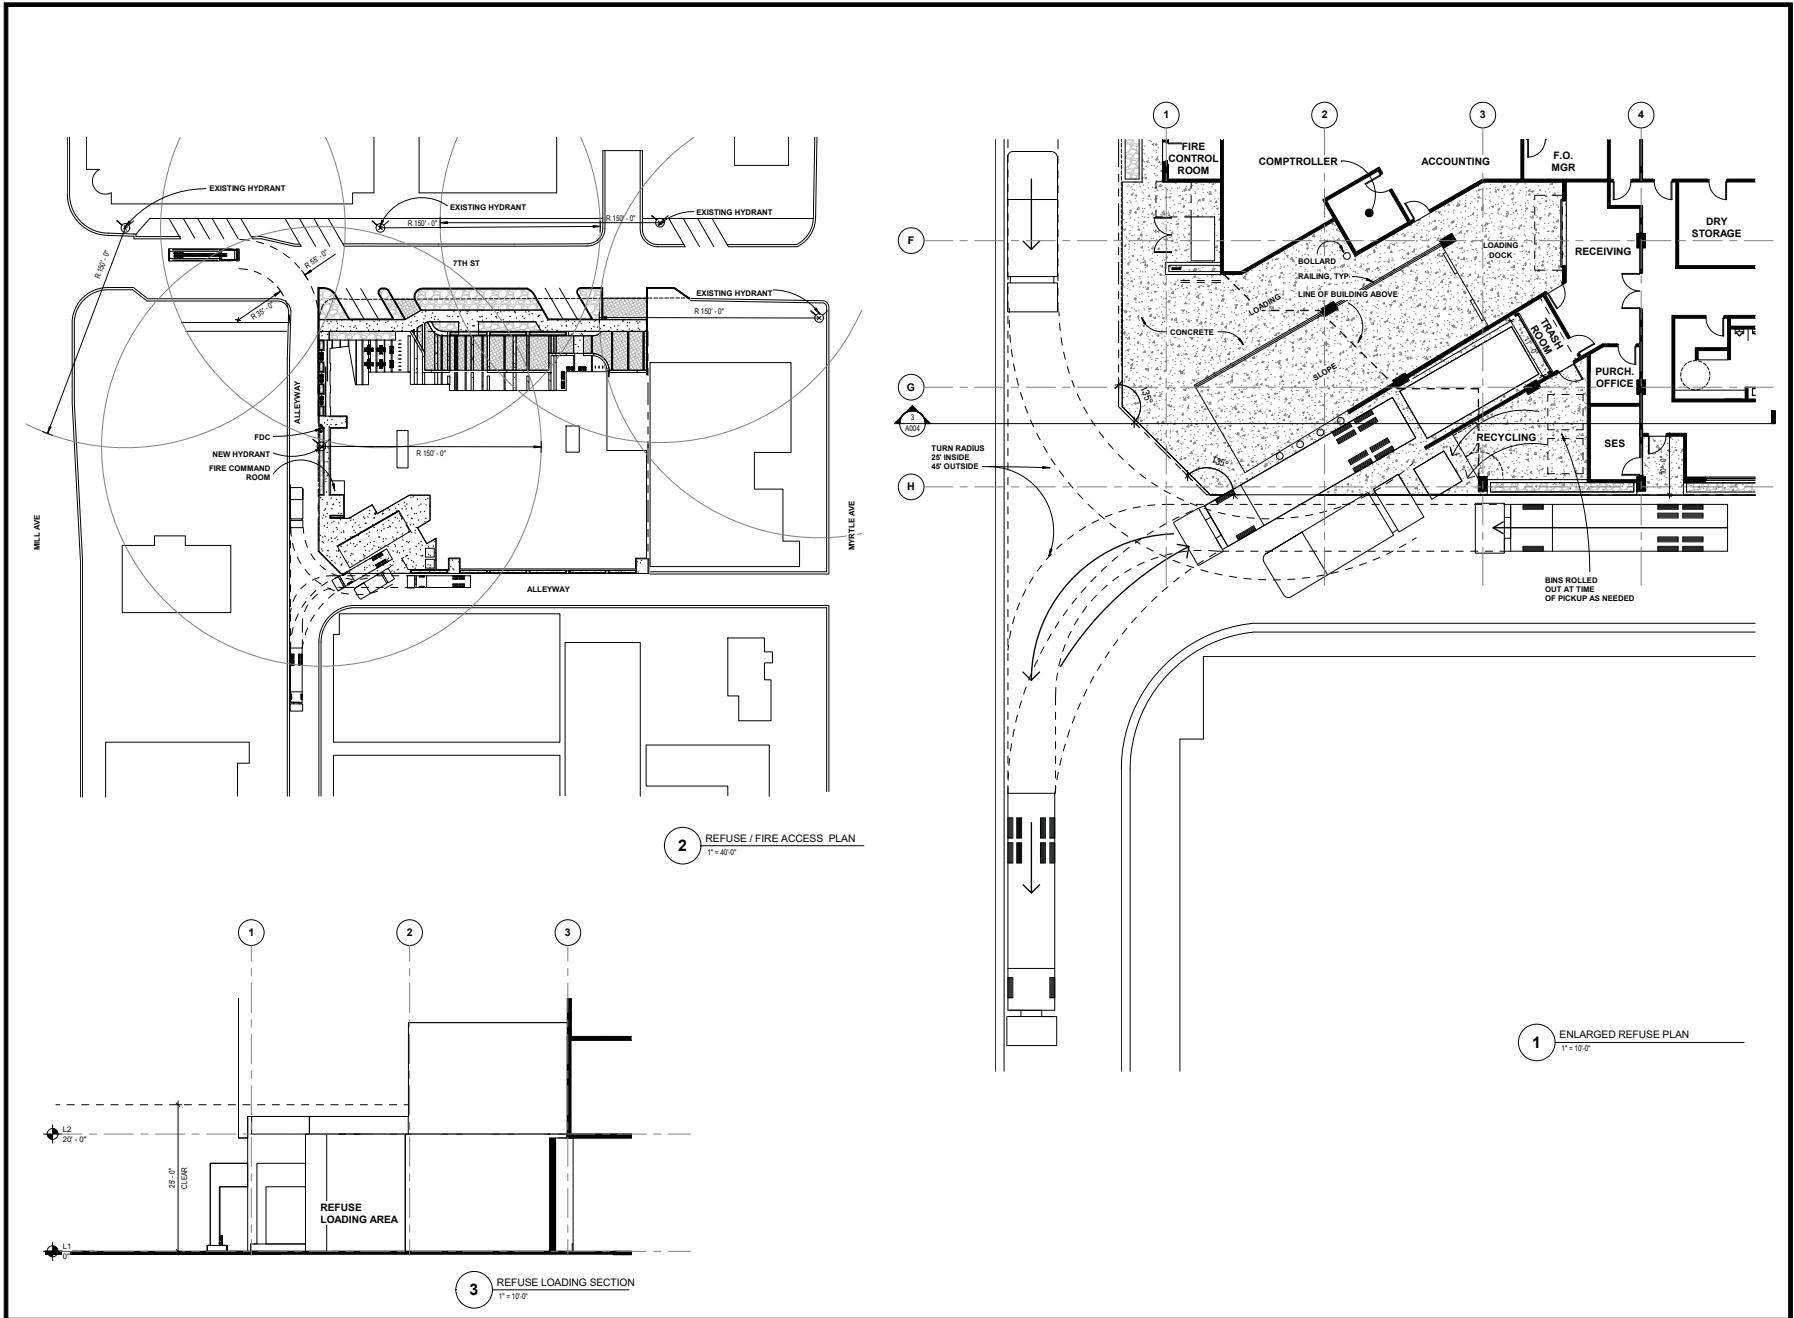 EXISTING HYDRANT
EXISTING HYDRANT
EXISTING HYDRANT
R 150' - 0"
R 150' - 0"
R 150' - 0"
R 55' - 0"
7TH ST
R 35' - 0"
EXISTING HYDRANT
R 150' - 0"
ALLEYWAY
FDC
NEW HYDRANT
FIRE COMMAND
ROOM
R 150' - 0"
MILL AVE
MYRTLE AVE
ALLEYWAY
2
REFUSE / FIRE ACCESS PLAN
1" = 40'-0"
1
2
3
4
FIRE
CONTROL
ROOM
COMPTROLLER
ACCOUNTING
F.O.
MGR
DRY
STORAGE
F
LOADING
DOCK
RECEIVING
BOLLARD
RAILING, TYP
LINE OF BUILDING ABOVE
LOADING
CONCRETE
TRASH
ROOM
SLOPE
PURCH.
OFFICE
G
135°
3
A004
RECYCLING
SES
TURN RADIUS
25' INSIDE
45' OUTSIDE
135°
H
BINS ROLLED
OUT AT TIME
OF PICKUP AS NEEDED
1
ENLARGED REFUSE PLAN
1" = 10'-0"
1
2
3
L2
20' - 0"
CLEAR
REFUSE
LOADING AREA
L1
0"
3
REFUSE LOADING SECTION
1" = 10'-0"